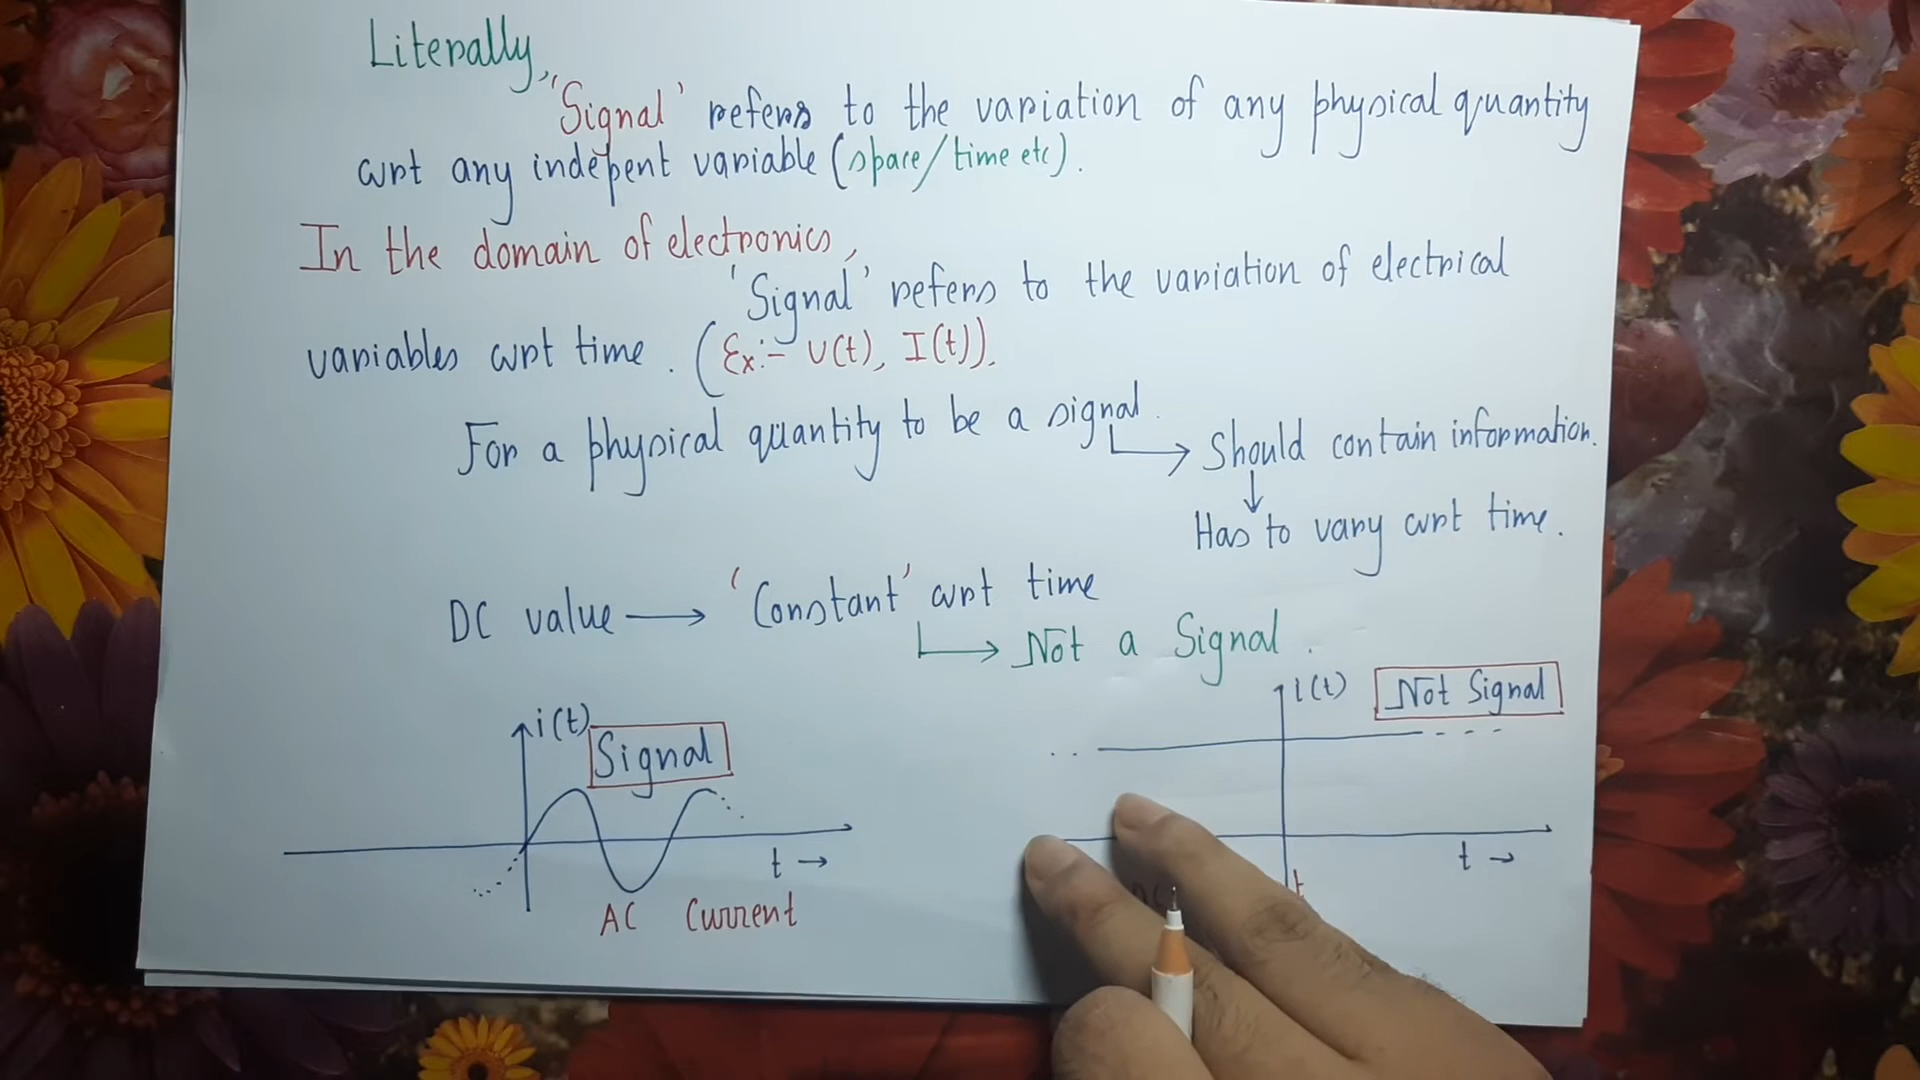 Literally,
'Signal' refers to the variation of any physical quantity
wrt any indepent variable (space/time etc).
In the domain of electronics,
'Signal' refers to the variation of electrical
variables wrt time. (Ex:- V(t), I(t)).
For a physical quantity to be a signal.
Should contain information.
Has to vary wrt time.
DC value → 'Constant' wrt time
→ Not a Signal.
i(t)
Signal
t →
AC Current
i(t)
Not Signal
t →